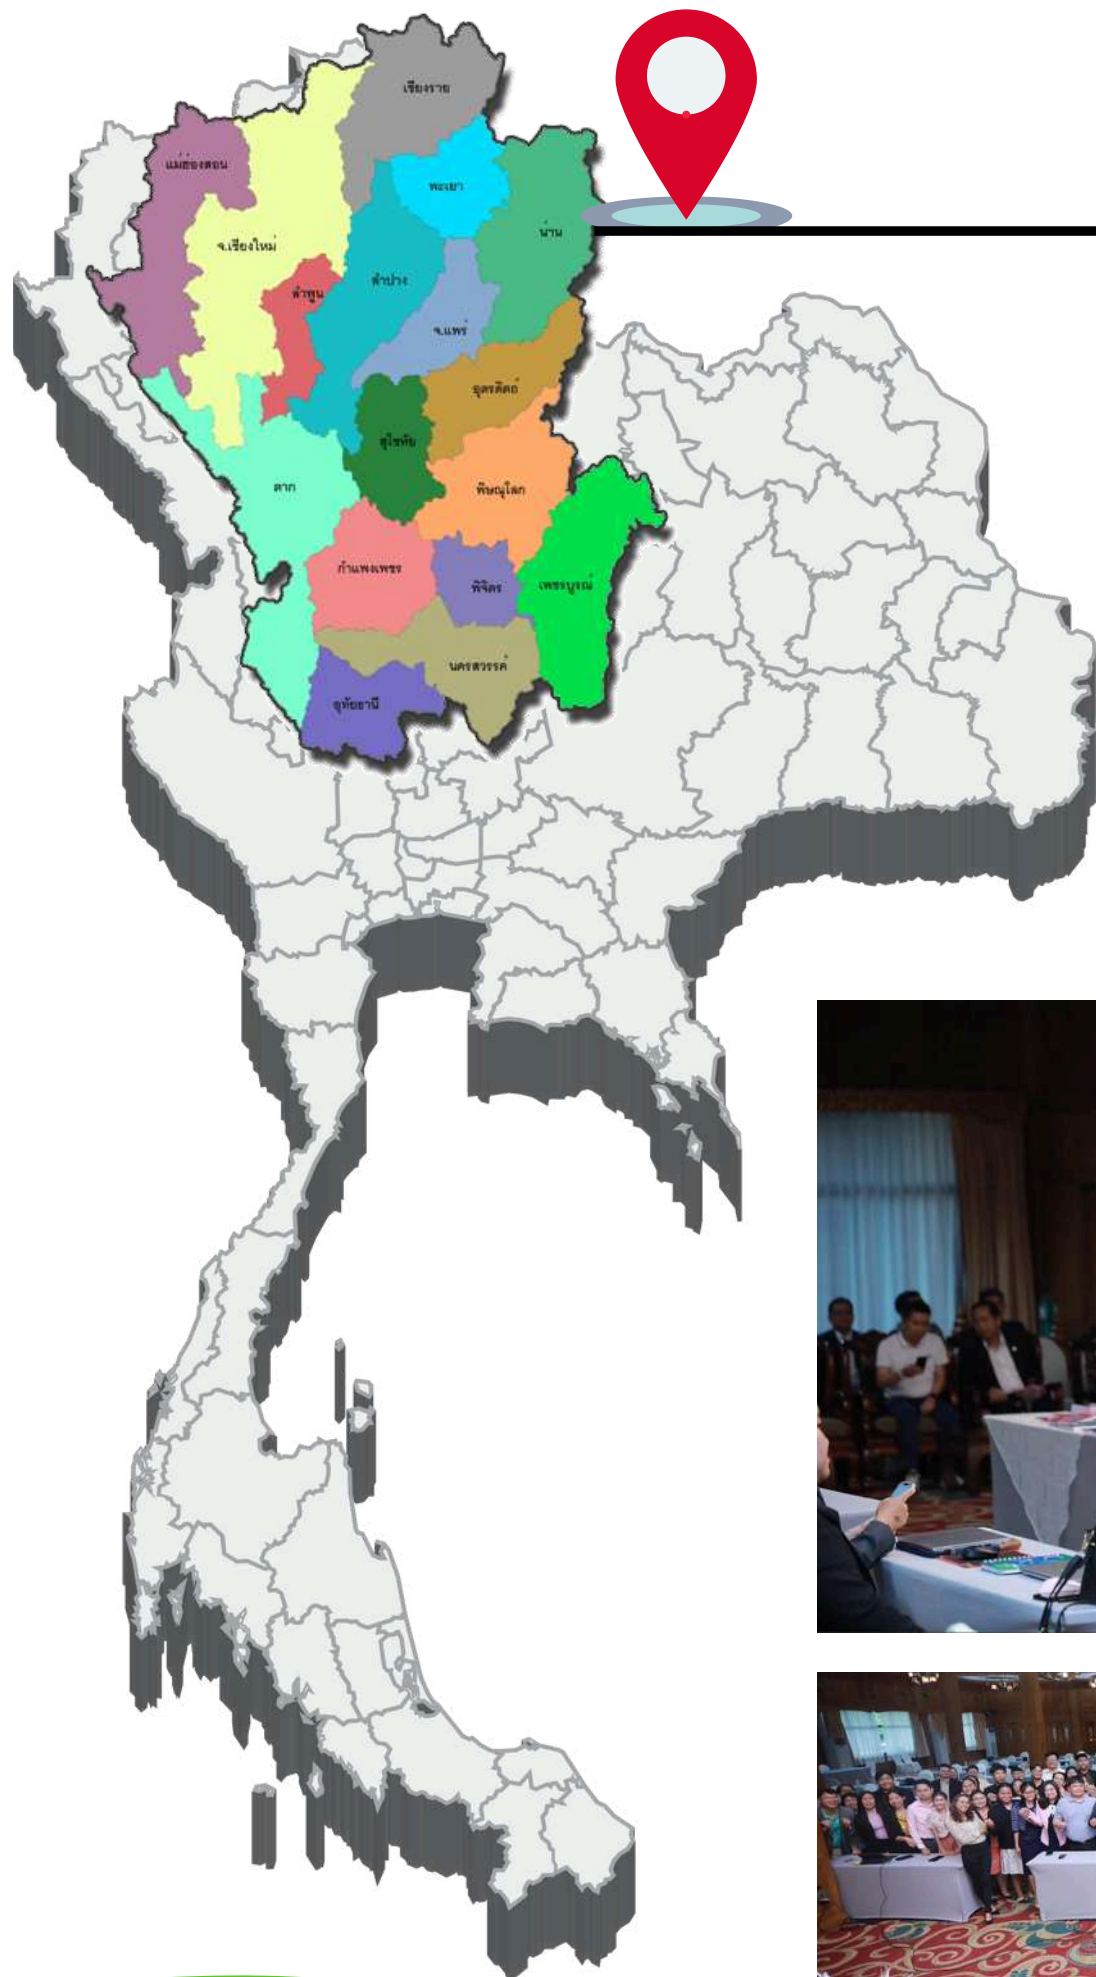 เชียงราย
แม่ฮ่องสอน
พะเยา
น่าน
จ.เชียงใหม่
ลำปาง
ลำพูน
จ.แพร่
อุตรดิตถ์
สุโขทัย
ตาก
พิษณุโลก
กำแพงเพชร
พิจิตร
เพชรบูรณ์
นครสวรรค์
อุทัยธานี